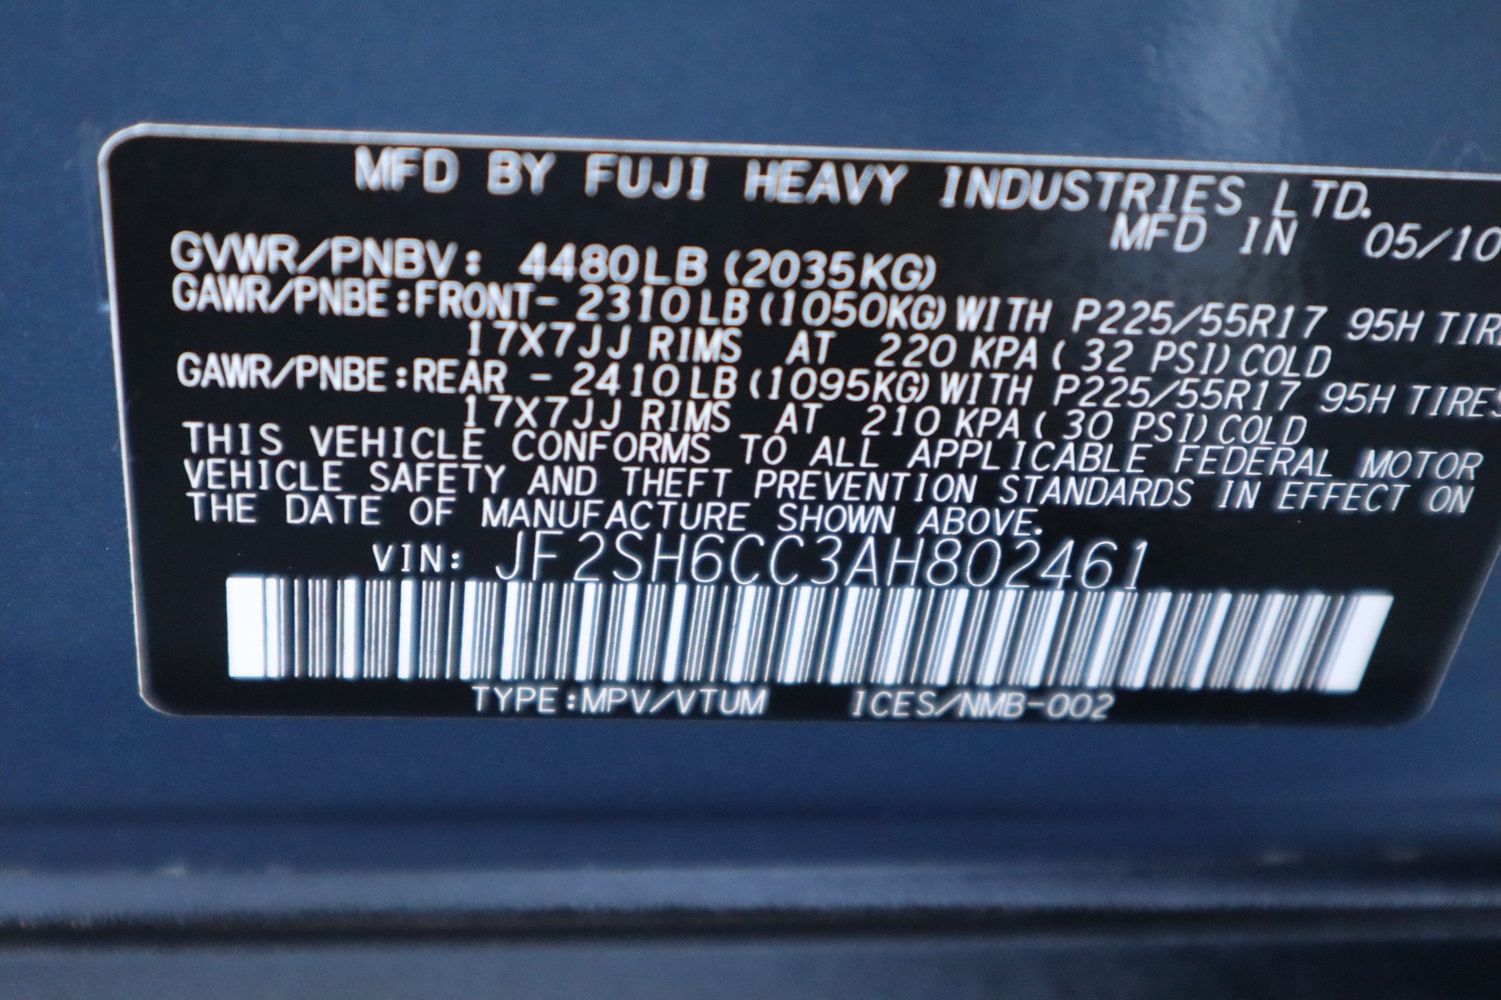 MFD BY FUJI HEAVY INDUSTRIES LTD.
MFD IN 05/10
GVWR/PNBV: 4480LB (2035KG)
GAWR/PNBE:FRONT- 2310LB(1050KG)WITH P225/55R17 95H
17X7JJ RIMS AT 220 KPA( 32 PSI)COLD
GAWR/PNBE:REAR - 2410LB(1095KG)WITH P225/55R17 95H TIRES
17X7JJ RIMS AT 210 KPA( 30 PSI)COLD
THIS VEHICLE CONFORMS TO ALL APPLICABLE FEDERAL MOTOR
VEHICLE SAFETY AND THEFT PREVENTION STANDARDS IN EFFECT ON
THE DATE OF MANUFACTURE SHOWN ABOVE.
VIN: JF2SH6CC3AH802461
TYPE:MPV/VTUM ICES/NMB-002